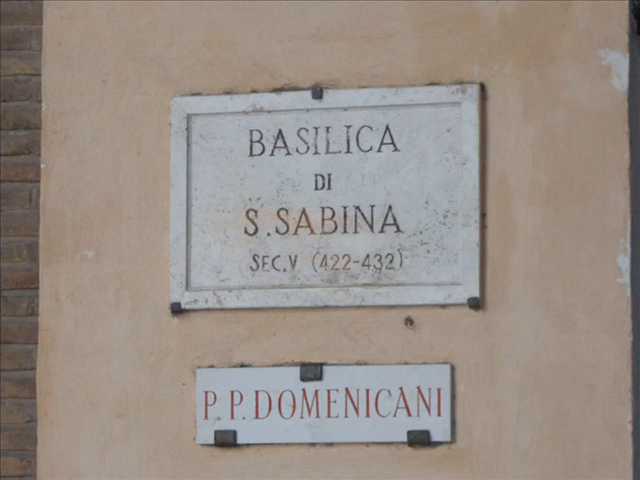 BASILICA
DI
S. SABINA
SEC. V (422-432)
P. P. DOMENICANI